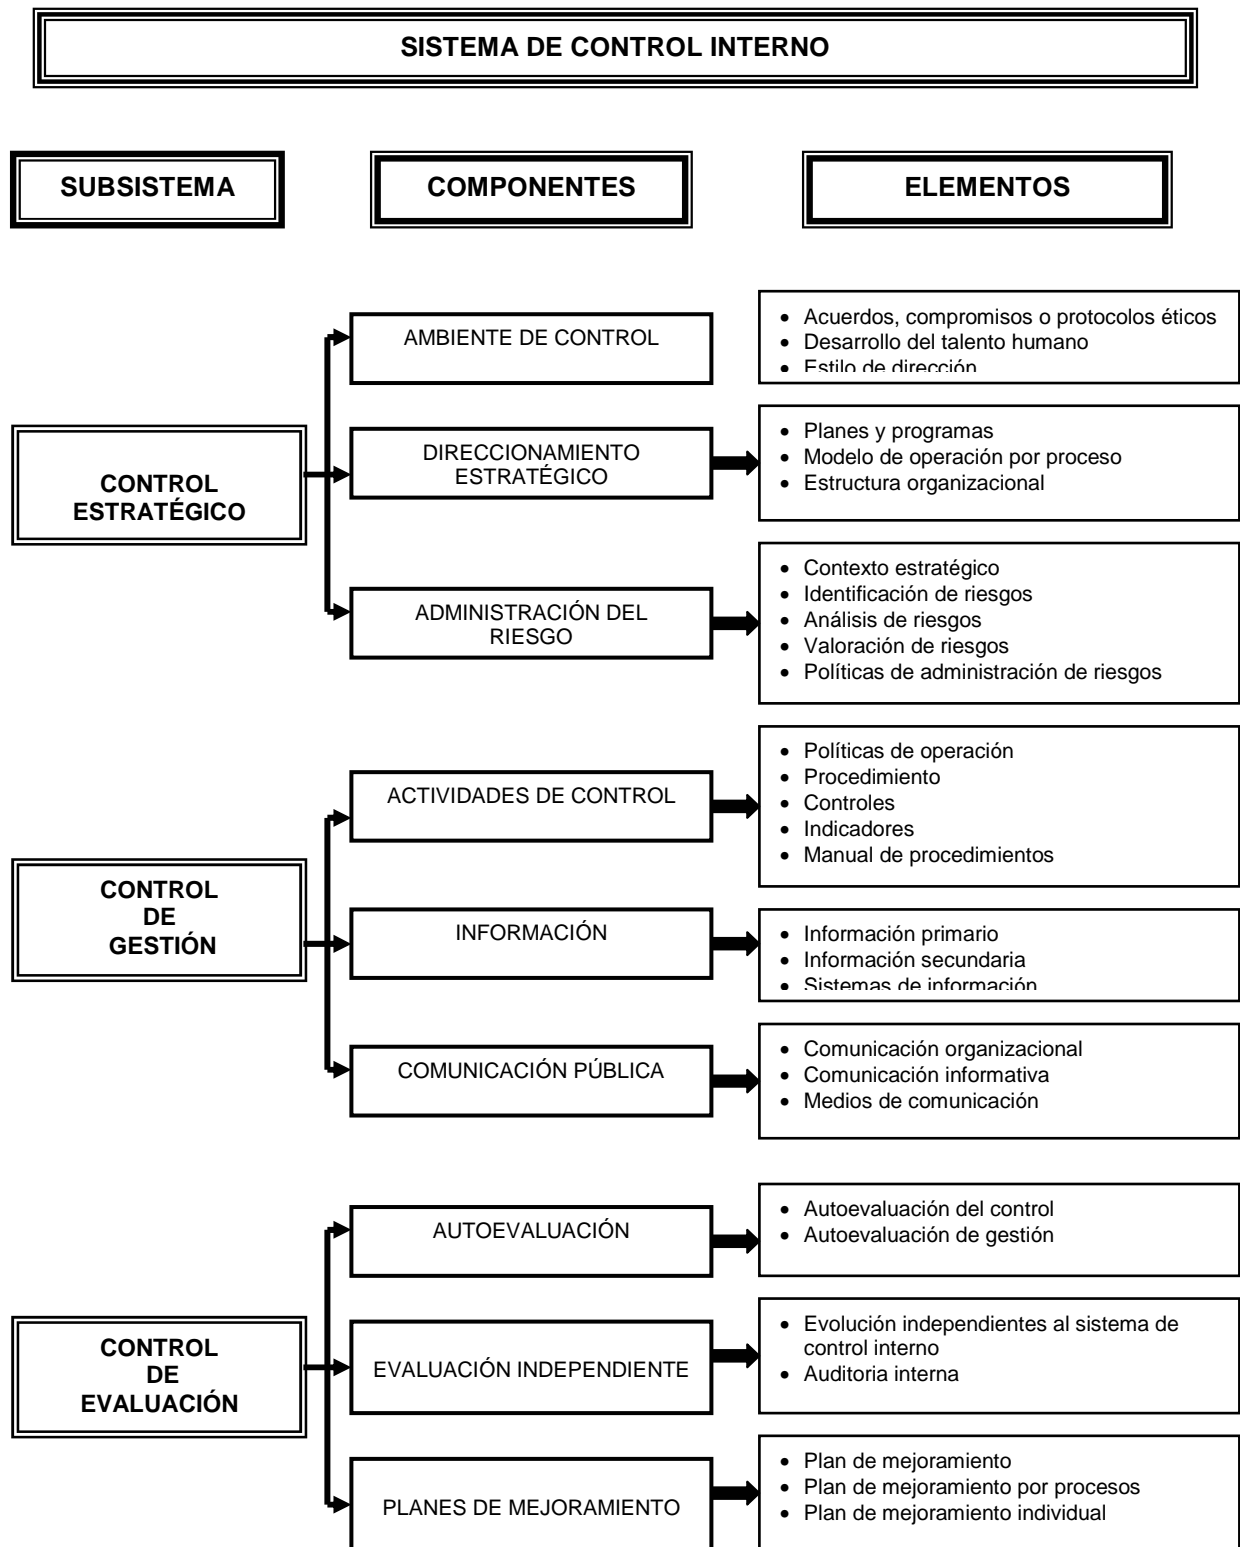 SISTEMA DE CONTROL INTERNO
SUBSISTEMA
COMPONENTES
ELEMENTOS
CONTROL
ESTRATÉGICO
AMBIENTE DE CONTROL
• Acuerdos, compromisos o protocolos éticos
• Desarrollo del talento humano
• Estilo de dirección
DIRECCIONAMIENTO
ESTRATÉGICO
• Planes y programas
• Modelo de operación por proceso
• Estructura organizacional
ADMINISTRACIÓN DEL
RIESGO
• Contexto estratégico
• Identificación de riesgos
• Análisis de riesgos
• Valoración de riesgos
• Políticas de administración de riesgos
CONTROL
DE
GESTIÓN
ACTIVIDADES DE CONTROL
• Políticas de operación
• Procedimiento
• Controles
• Indicadores
• Manual de procedimientos
INFORMACIÓN
• Información primario
• Información secundaria
• Sistemas de información
COMUNICACIÓN PÚBLICA
• Comunicación organizacional
• Comunicación informativa
• Medios de comunicación
CONTROL
DE
EVALUACIÓN
AUTOEVALUACIÓN
• Autoevaluación del control
• Autoevaluación de gestión
EVALUACIÓN INDEPENDIENTE
• Evolución independientes al sistema de
control interno
• Auditoria interna
PLANES DE MEJORAMIENTO
• Plan de mejoramiento
• Plan de mejoramiento por procesos
• Plan de mejoramiento individual